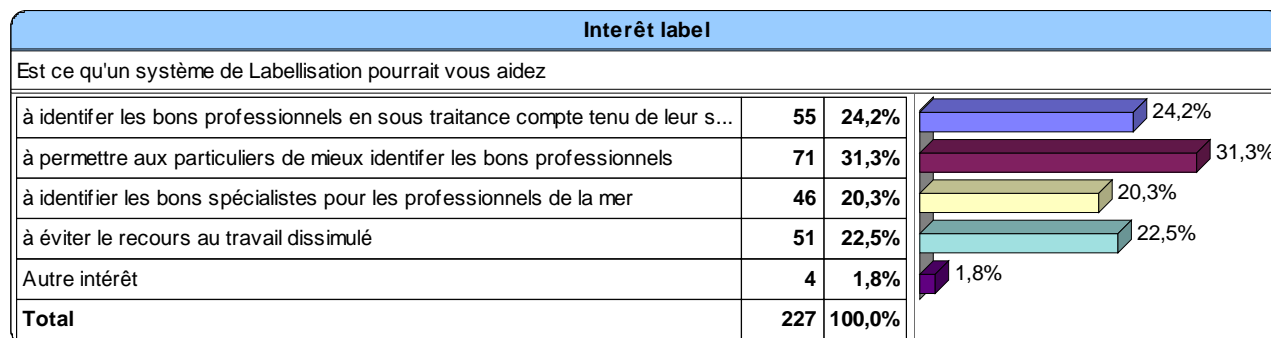 Interêt label
Est ce qu'un système de Labellisation pourrait vous aidez
à identifer les bons professionnels en sous traitance compte tenu de leur s... 55 24,2% 24,2%
à permettre aux particuliers de mieux identifer les bons professionnels 71 31,3% 31,3%
à identifier les bons spécialistes pour les professionnels de la mer 46 20,3% 20,3%
à éviter le recours au travail dissimulé 51 22,5% 22,5%
Autre intérêt 4 1,8% 1,8%
Total 227 100,0%